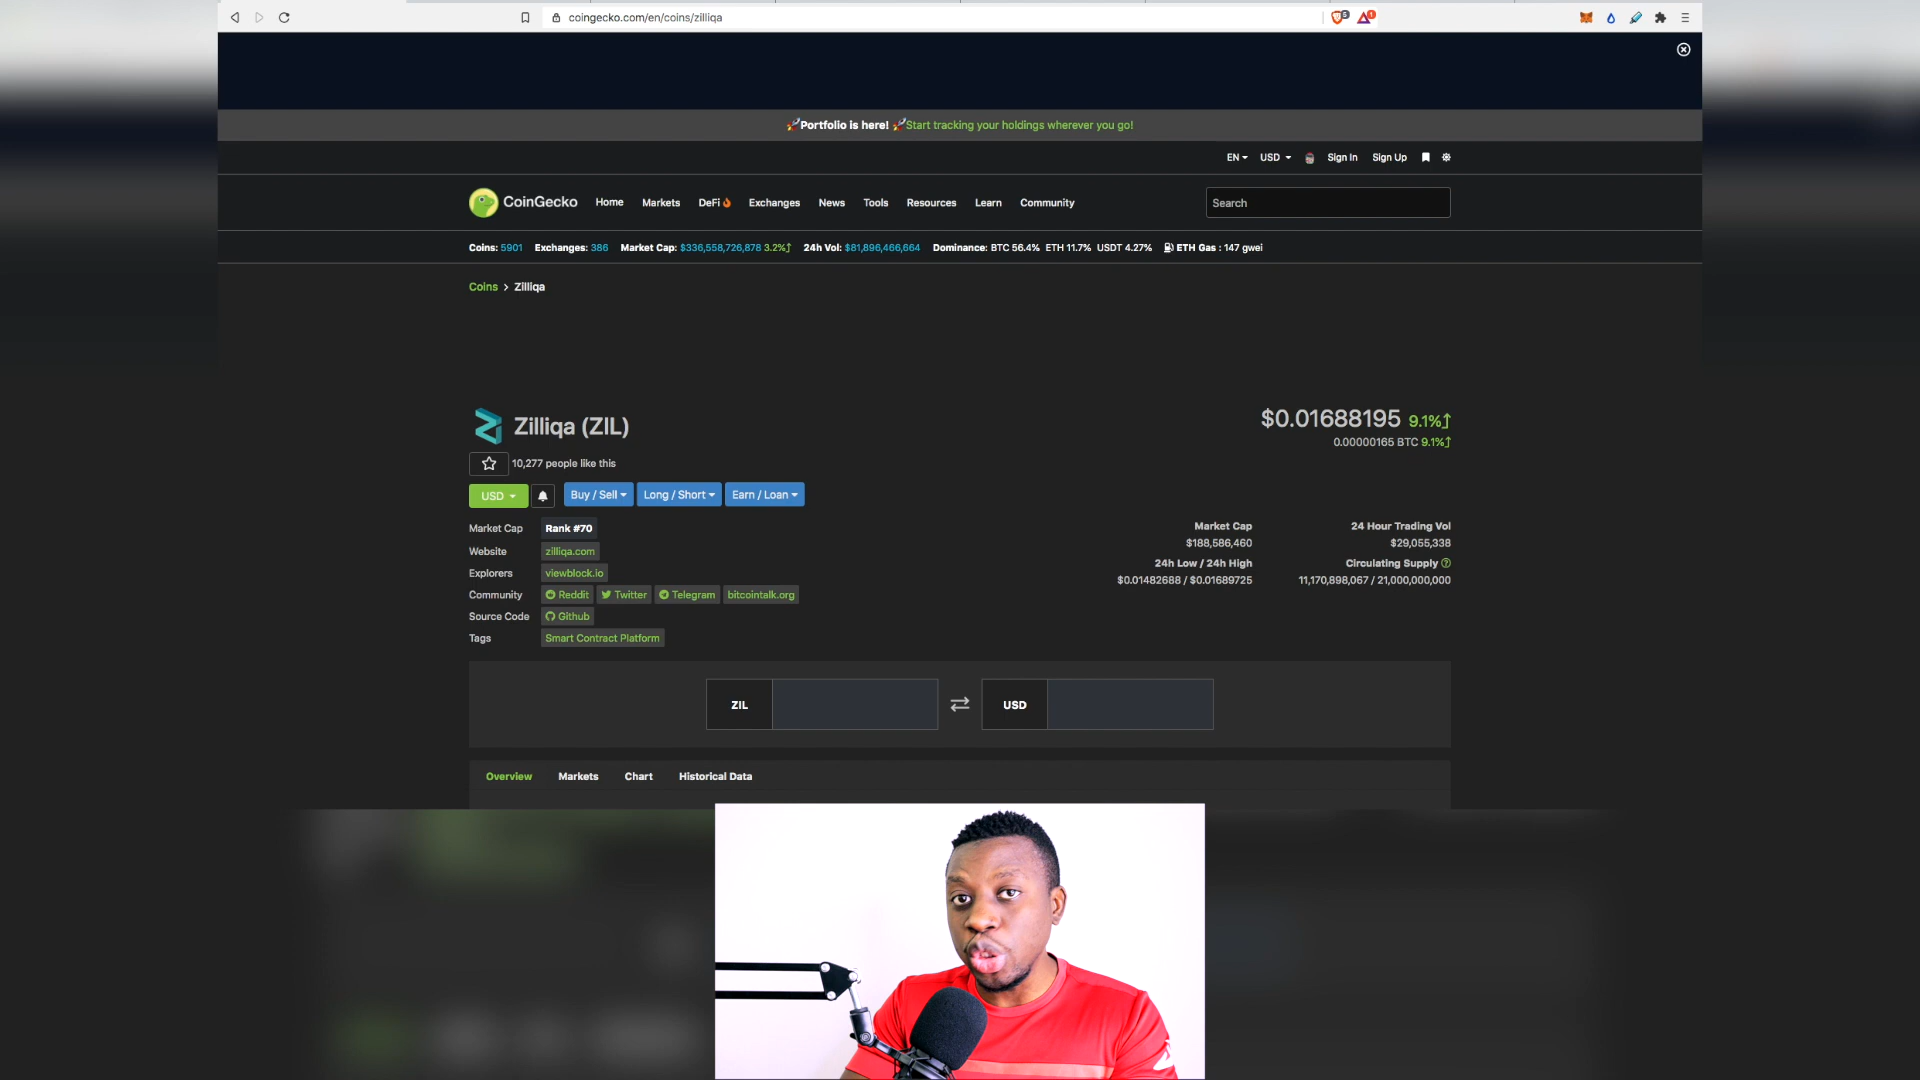 coingecko.com/en/coins/zilliqa
🚀Portfolio is here! 🚀Start tracking your holdings wherever you go!
EN USD Sign In Sign Up
CoinGecko Home Markets DeFi Exchanges News Tools Resources Learn Community Search
Coins: 5901 Exchanges: 386 Market Cap: $336,558,726,878 3.2% 24h Vol: $81,896,466,664 Dominance: BTC 56.4% ETH 11.7% USDT 4.27% ETH Gas : 147 gwei
Coins > Zilliqa
Zilliqa (ZIL)
$0.01688195 9.1%
0.00000165 BTC 9.1%
10,277 people like this
USD Buy / Sell Long / Short Earn / Loan
Market Cap Rank #70
Website zilliqa.com
Explorers viewblock.io
Community Reddit Twitter Telegram bitcointalk.org
Source Code Github
Tags Smart Contract Platform
Market Cap 24 Hour Trading Vol
$188,586,460 $29,055,338
24h Low / 24h High Circulating Supply
$0.01482688 / $0.01689725 11,170,898,067 / 21,000,000,000
ZIL USD
Overview Markets Chart Historical Data